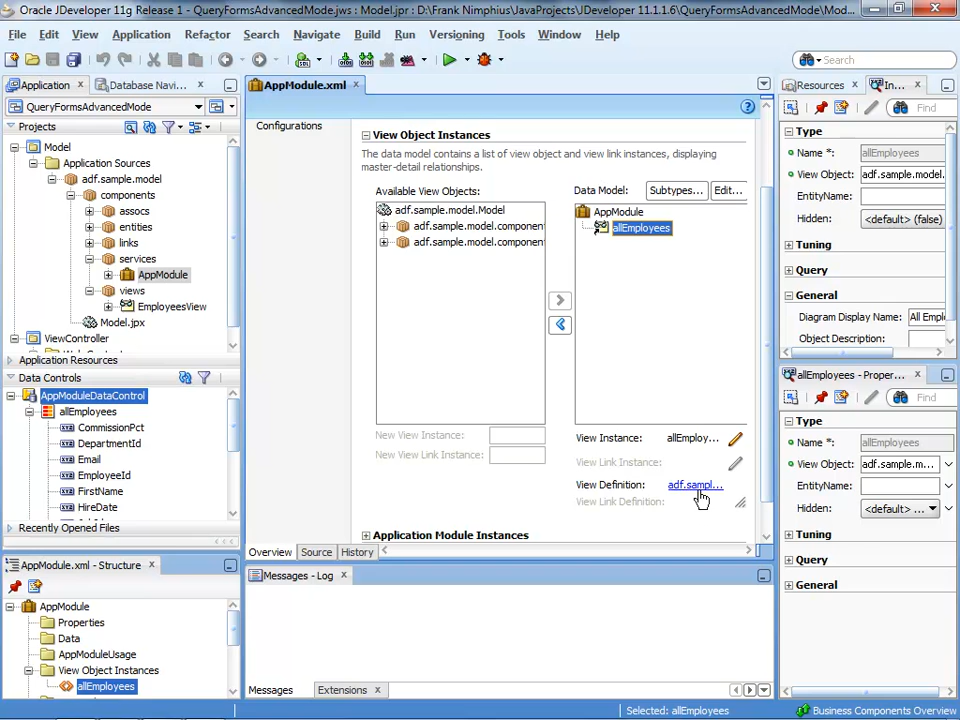 Oracle JDeveloper 11g Release 1 - QueryFormsAdvancedMode.jws : Model.jpr : D:\Frank Nimphius\JavaProjects\JDeveloper 11.1.1.6\QueryFormsAdvancedMode\Mod...
File Edit View Application Refactor Search Navigate Build Run Versioning Tools Window Help
Search
Application
Database Navi...
QueryFormsAdvancedMode
Projects
Model
Application Sources
adf.sample.model
components
assocs
entities
links
services
AppModule
views
EmployeesView
Model.jpx
ViewController
Application Resources
Data Controls
AppModuleDataControl
allEmployees
CommissionPct
DepartmentId
Email
EmployeeId
FirstName
HireDate
Recently Opened Files
AppModule.xml - Structure
AppModule
Properties
Data
AppModuleUsage
View Object Instances
allEmployees
AppModule.xml
Configurations
View Object Instances
The data model contains a list of view object and view link instances, displaying
master-detail relationships.
Available View Objects:
adf.sample.model.Model
adf.sample.model.componen
adf.sample.model.componen
Data Model:
Subtypes...
Edit...
AppModule
allEmployees
New View Instance:
New View Link Instance:
View Instance: allEmploy...
View Link Instance:
View Definition: adf.sampl...
View Link Definition:
Application Module Instances
Overview Source History
Messages - Log
Messages Extensions
Resources
In...
Find
Type
Name *: allEmployees
View Object: adf.sample.model.
EntityName:
Hidden: <default> (false)
Tuning
Query
General
Diagram Display Name: All Empl
Object Description:
allEmployees - Proper...
Find
Type
Name *: allEmployees
View Object: adf.sample.m...
EntityName:
Hidden: <default> ...
Tuning
Query
General
Selected: allEmployees
Business Components Overview